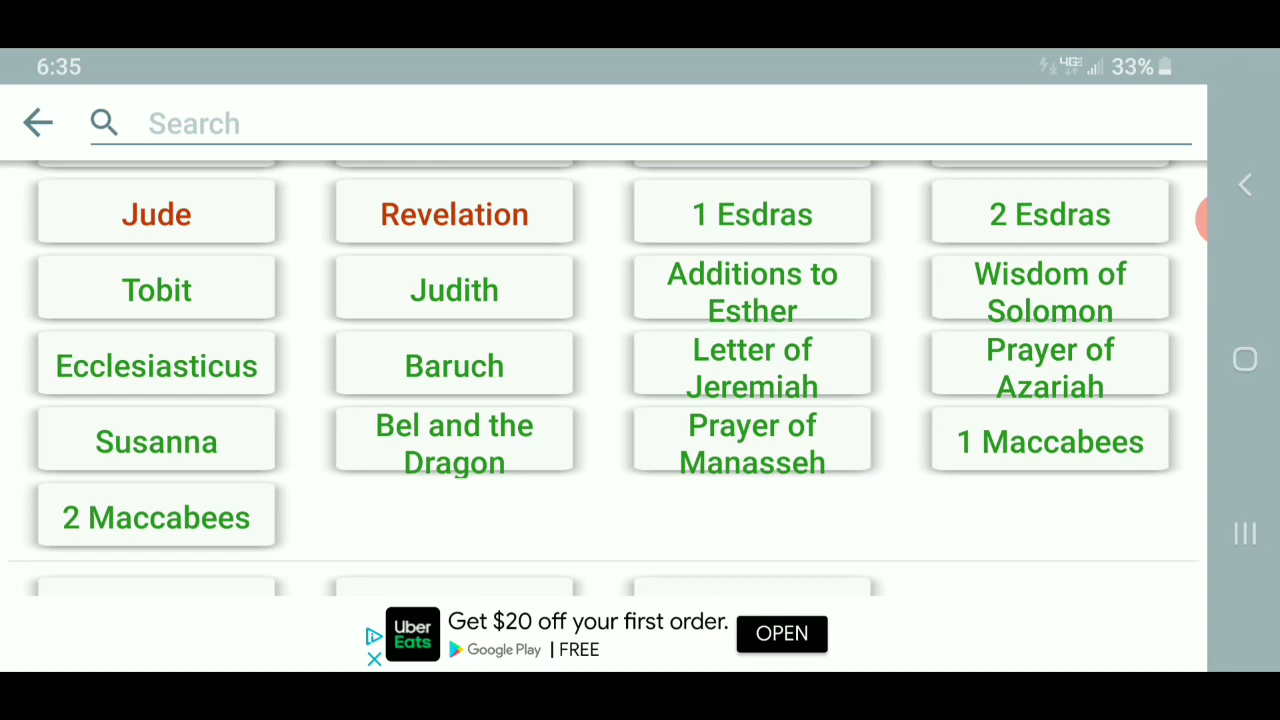 6:35
4GE 33%
Search
Jude
Revelation
1 Esdras
2 Esdras
Tobit
Judith
Additions to
Esther
Wisdom of
Solomon
Ecclesiasticus
Baruch
Letter of
Jeremiah
Prayer of
Azariah
Susanna
Bel and the
Dragon
Prayer of
Manasseh
1 Maccabees
2 Maccabees
Uber
Eats
Get $20 off your first order.
Google Play | FREE
OPEN